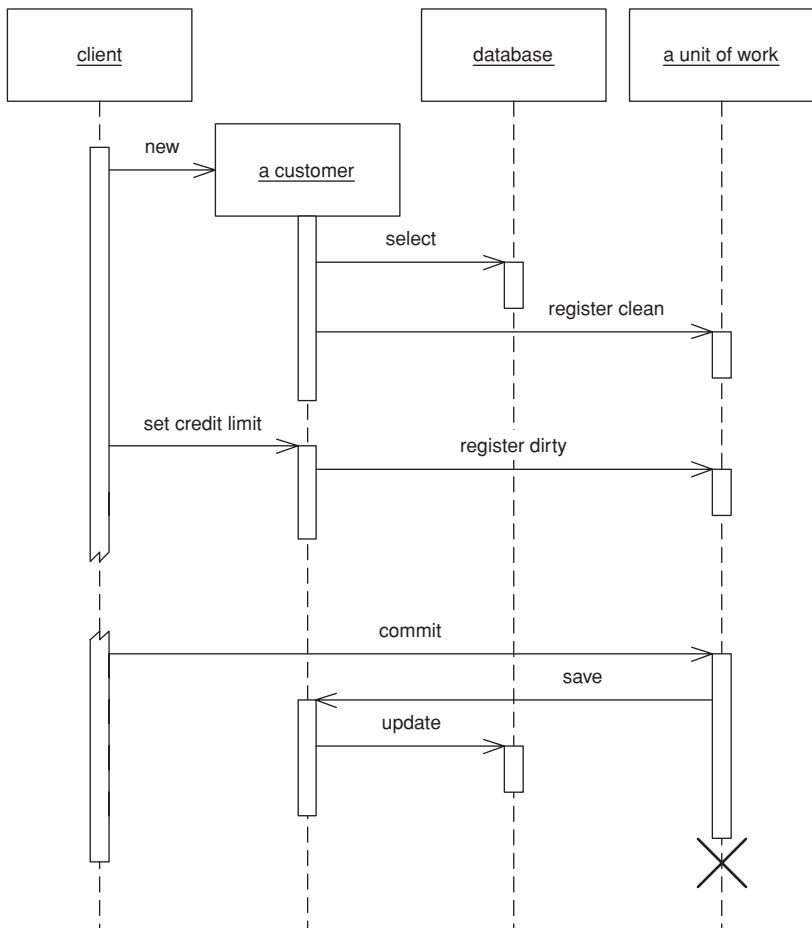 client
database
a unit of work
new
a customer
select
register clean
set credit limit
register dirty
commit
save
update